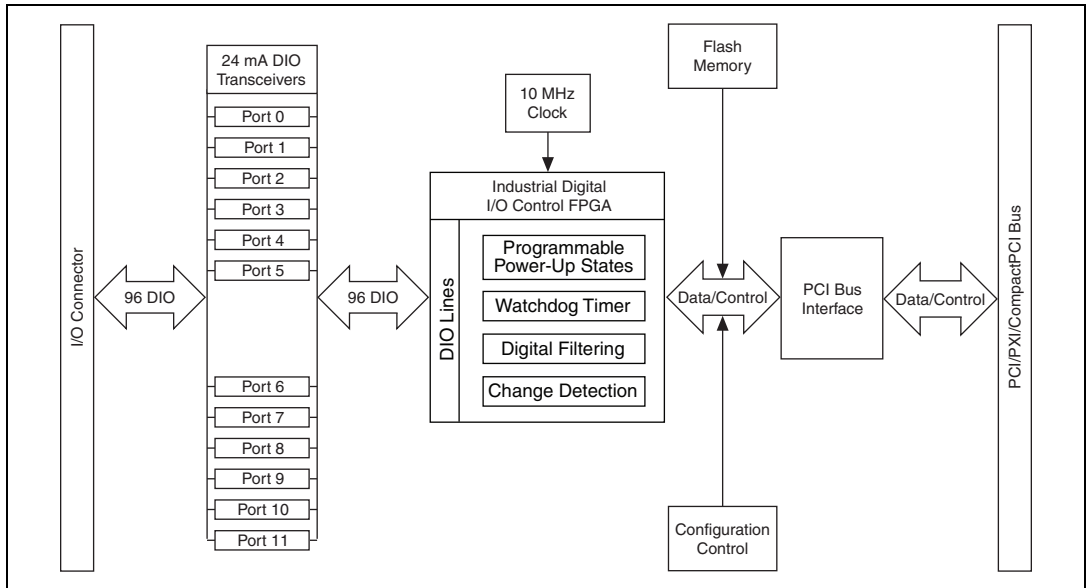 I/O Connector
96 DIO
24 mA DIO
Transceivers
Port 0
Port 1
Port 2
Port 3
Port 4
Port 5
Port 6
Port 7
Port 8
Port 9
Port 10
Port 11
96 DIO
10 MHz
Clock
Industrial Digital
I/O Control FPGA
DIO Lines
Programmable
Power-Up States
Watchdog Timer
Digital Filtering
Change Detection
Flash
Memory
Data/Control
Configuration
Control
PCI Bus
Interface
Data/Control
PCI/PXI/CompactPCI Bus